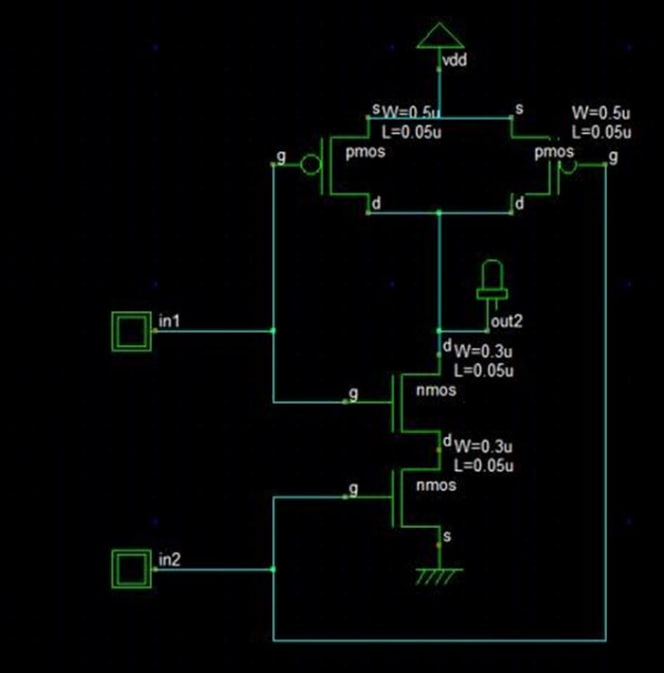 vdd
s W=0.5u
L=0.05u
s
W=0.5u
L=0.05u
g
pmos
pmos
g
d
d
in1
out2
d W=0.3u
L=0.05u
nmos
g
d W=0.3u
L=0.05u
nmos
g
s
in2